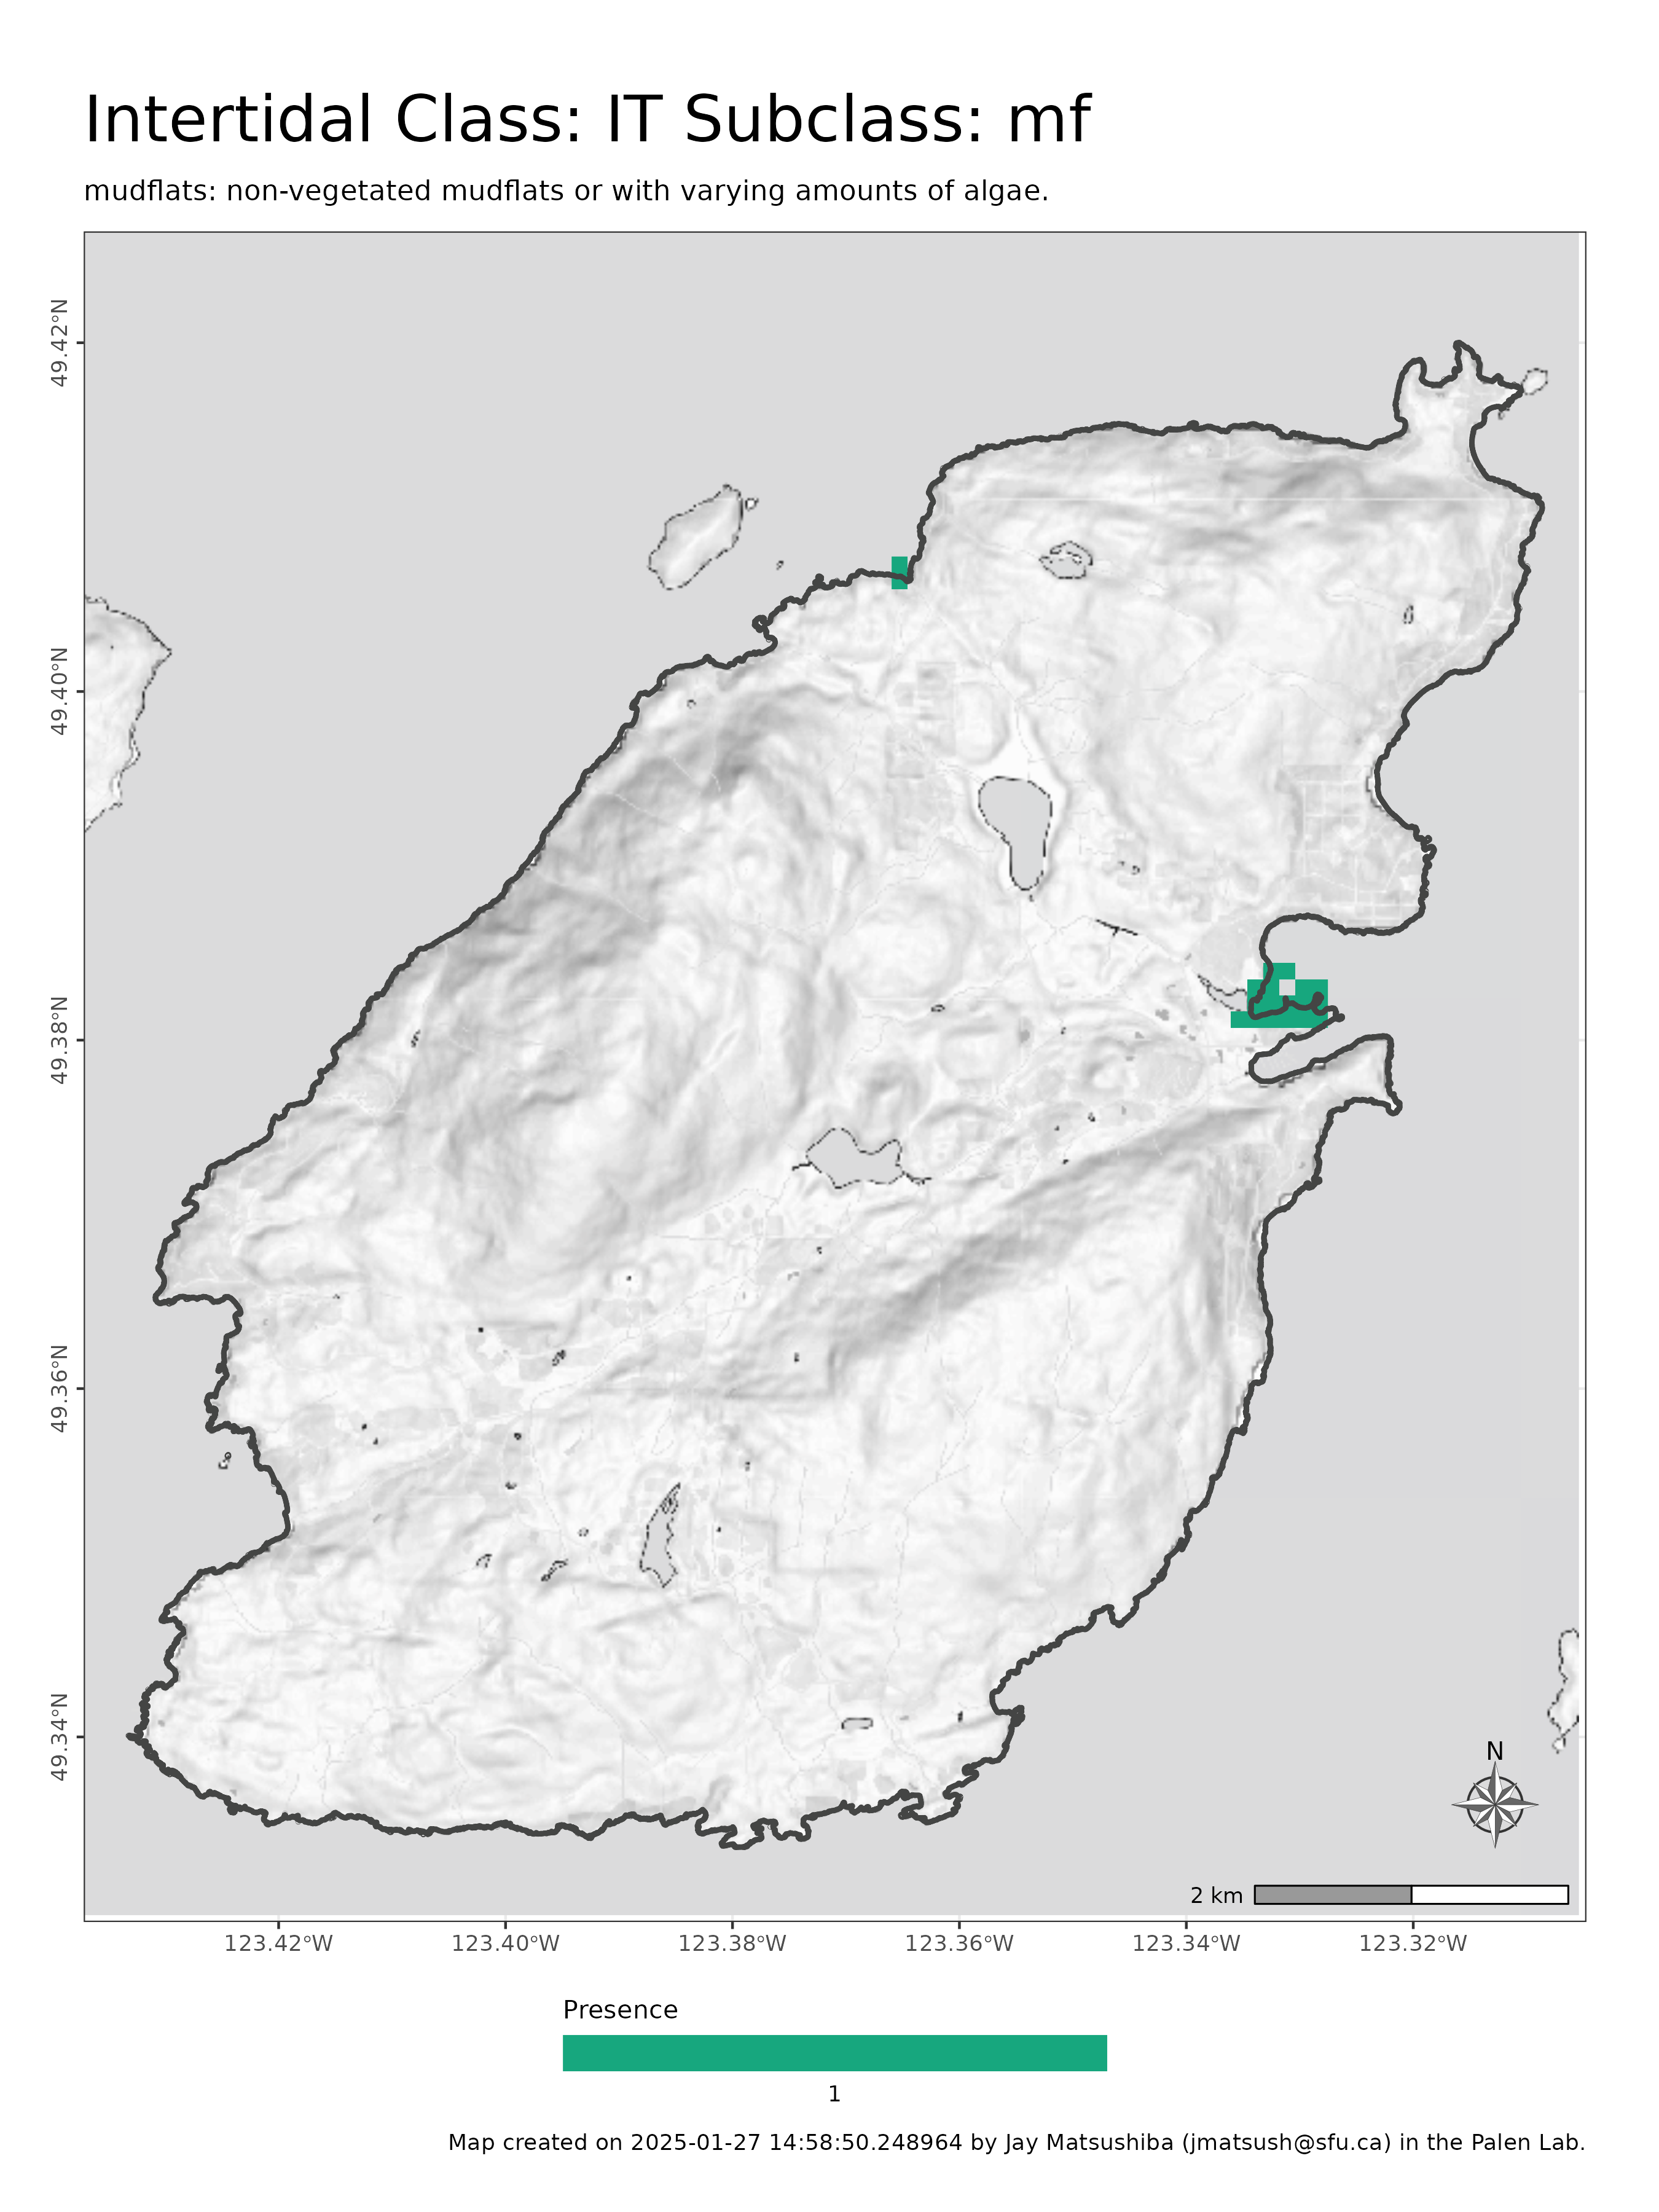 Intertidal Class: IT Subclass: mf
mudflats: non-vegetated mudflats or with varying amounts of algae.
49.42°N
49.40°N
49.38°N
49.36°N
49.34°N
N
2 km
123.42°W 123.40°W 123.38°W 123.36°W 123.34°W 123.32°W
Presence
1
Map created on 2025-01-27 14:58:50.248964 by Jay Matsushiba (jmatsush@sfu.ca) in the Palen Lab.